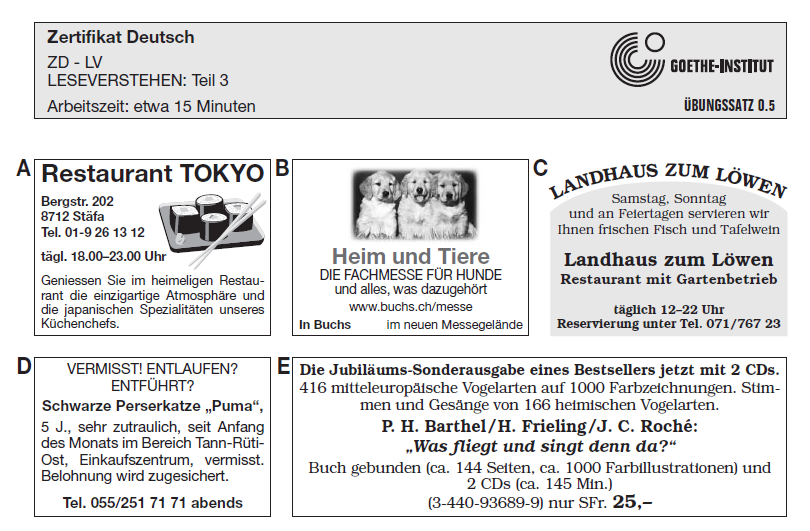 Zertifikat Deutsch
ZD - LV
LESEVERSTEHEN: Teil 3
Arbeitszeit: etwa 15 Minuten
GOETHE-INSTITUT
ÜBUNGSSATZ 0.5
A
Restaurant TOKYO
Bergstr. 202
8712 Stäfa
Tel. 01-9 26 13 12
tägl. 18.00–23.00 Uhr
Geniessen Sie im heimeligen Restau-
rant die einzigartige Atmosphäre und
die japanischen Spezialitäten unseres
Küchenchefs.
B
Heim und Tiere
DIE FACHMESSE FÜR HUNDE
und alles, was dazugehört
www.buchs.ch/messe
In Buchs im neuen Messegelände
C
LANDHAUS ZUM LÖWEN
Samstag, Sonntag
und an Feiertagen servieren wir
Ihnen frischen Fisch und Tafelwein
Landhaus zum Löwen
Restaurant mit Gartenbetrieb
täglich 12–22 Uhr
Reservierung unter Tel. 071/767 23
D
VERMISST! ENTLAUFEN?
ENTFÜHRT?
Schwarze Perserkatze „Puma“,
5 J., sehr zutraulich, seit Anfang
des Monats im Bereich Tann-Rüti-
Ost, Einkaufszentrum, vermisst.
Belohnung wird zugesichert.
Tel. 055/251 71 71 abends
E
Die Jubiläums-Sonderausgabe eines Bestsellers jetzt mit 2 CDs.
416 mitteleuropäische Vogelarten auf 1000 Farbzeichnungen. Stim-
men und Gesänge von 166 heimischen Vogelarten.
P. H. Barthel/H. Frieling/J. C. Roché:
„Was fliegt und singt denn da?“
Buch gebunden (ca. 144 Seiten, ca. 1000 Farbillustrationen) und
2 CDs (ca. 145 Min.)
(3-440-93689-9) nur SFr. 25,–